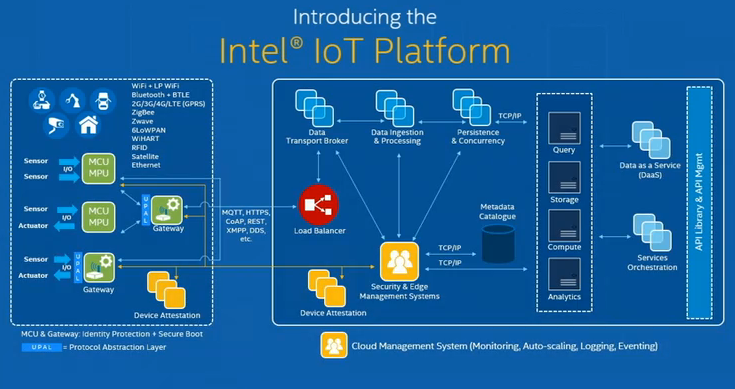 Introducing the
Intel® IoT Platform
WiFi + LP WiFi
Bluetooth + BTLE
2G/3G/4G/LTE (GPRS)
ZigBee
Zwave
6LoWPAN
WiHART
RFID
Satellite
Ethernet
Sensor
I/O
Sensor
MCU
MPU
Sensor
I/O
Actuator
MCU
MPU
UPAL
Gateway
Sensor
I/O
Actuator
UPAL
Gateway
Device Attestation
MCU & Gateway: Identity Protection + Secure Boot
UPAL = Protocol Abstraction Layer
MQTT, HTTPS,
CoAP, REST,
XMPP, DDS,
etc.
Data
Transport Broker
Data Ingestion
& Processing
Persistence
& Concurrency
TCP/IP
Load Balancer
Metadata
Catalogue
TCP/IP
TCP/IP
Security & Edge
Management Systems
Device Attestation
Query
Storage
Compute
Analytics
Data as a Service
(DaaS)
Services
Orchestration
API Library & API Mgmt
Cloud Management System (Monitoring, Auto-scaling, Logging, Eventing)